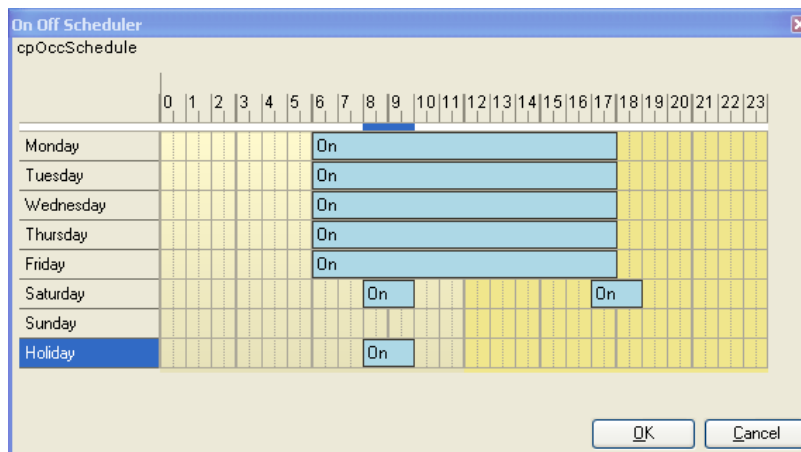 On Off Scheduler
cpOccSchedule
0 1 2 3 4 5 6 7 8 9 10 11 12 13 14 15 16 17 18 19 20 21 22 23
Monday On
Tuesday On
Wednesday On
Thursday On
Friday On
Saturday On On
Sunday
Holiday On
OK Cancel